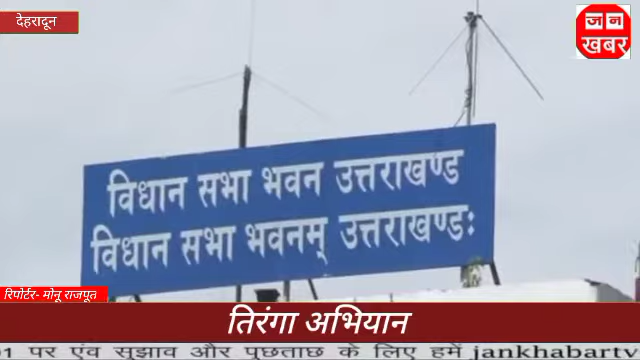 देहरादून
जन
खबर
विधान सभा भवन उत्तराखण्ड
विधान सभा भवनम् उत्तराखण्डः
रिपोर्टर- मोनू राजपूत
तिरंगा अभियान
पर एंव सुझाव और पुछताछ के लिए हमें jankhabartv